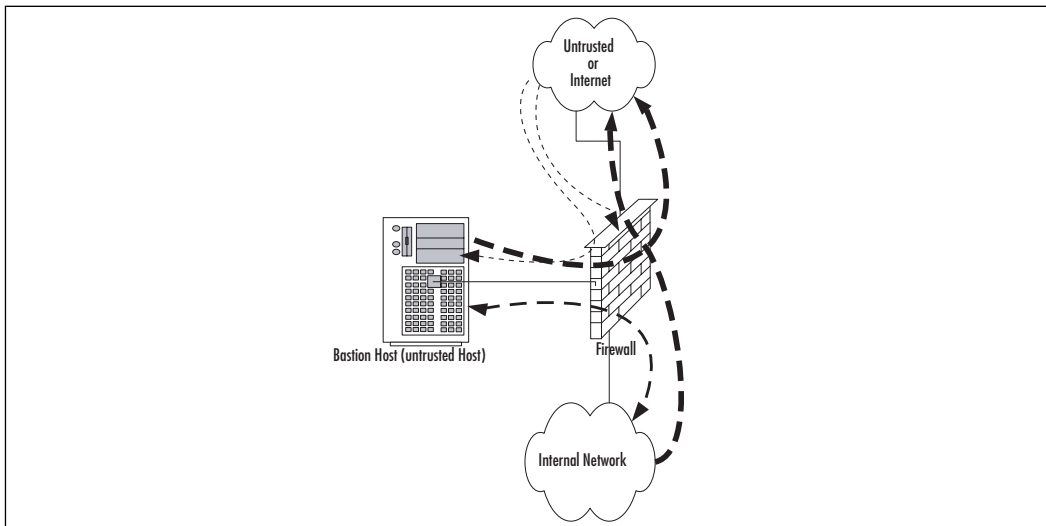 Untrusted
or
Internet
Bastion Host (untrusted Host)
Firewall
Internal Network